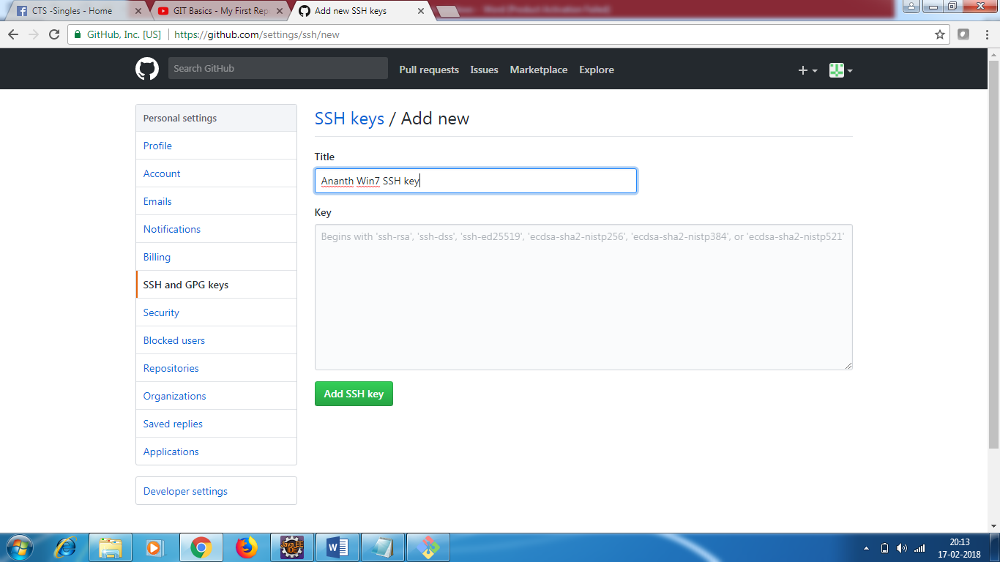 CTS -Singles - Home
GIT Basics - My First Rep
Add new SSH keys
Word (Product Activation Failed)
GitHub, Inc. [US]
https://github.com/settings/ssh/new
Search GitHub
Pull requests
Issues
Marketplace
Explore
Personal settings
Profile
Account
Emails
Notifications
Billing
SSH and GPG keys
Security
Blocked users
Repositories
Organizations
Saved replies
Applications
Developer settings
SSH keys / Add new
Title
Ananth Win7 SSH key
Key
Begins with 'ssh-rsa', 'ssh-dss', 'ssh-ed25519', 'ecdsa-sha2-nistp256', 'ecdsa-sha2-nistp384', or 'ecdsa-sha2-nistp521'
Add SSH key
Java EE
IDE
20:13
17-02-2018